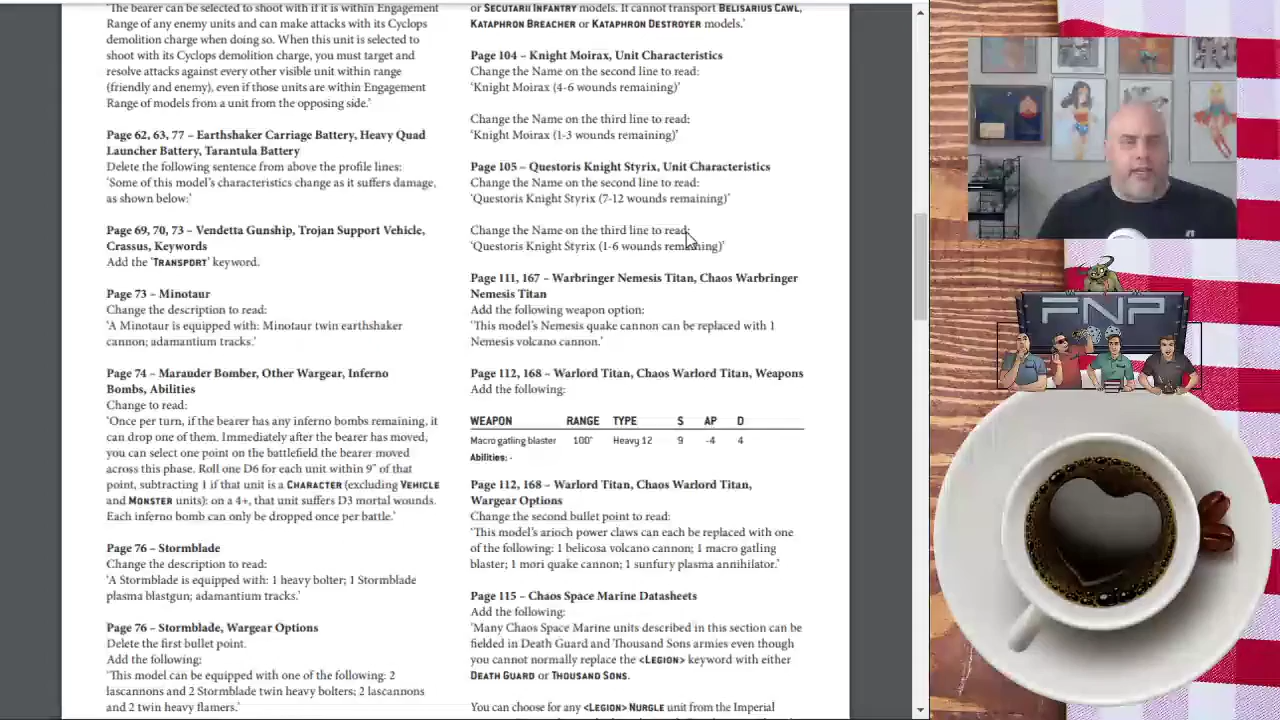 'The bearer can be selected to shoot with if it is within Engagement
Range of any enemy units and can make attacks with its Cyclops
demolition charge when doing so. When this unit is selected to
shoot with its Cyclops demolition charge, you must target and
resolve attacks against every other visible unit within range
(friendly and enemy), even if those units are within Engagement
Range of models from a unit from the opposing side.'
Page 62, 63, 77 – Earthshaker Carriage Battery, Heavy Quad
Launcher Battery, Tarantula Battery
Delete the following sentence from above the profile lines:
'Some of this model's characteristics change as it suffers damage,
as shown below:'
Page 69, 70, 73 – Vendetta Gunship, Trojan Support Vehicle,
Crassus, Keywords
Add the 'TRANSPORT' keyword.
Page 73 – Minotaur
Change the description to read:
'A Minotaur is equipped with: Minotaur twin earthshaker
cannon; adamantium tracks.'
Page 74 – Marauder Bomber, Other Wargear, Inferno
Bombs, Abilities
Change to read:
'Once per turn, if the bearer has any inferno bombs remaining, it
can drop one of them. Immediately after the bearer has moved,
you can select one point on the battlefield the bearer moved
across this phase. Roll one D6 for each unit within 9" of that
point, subtracting 1 if that unit is a CHARACTER (excluding VEHICLE
and MONSTER units): on a 4+, that unit suffers D3 mortal wounds.
Each inferno bomb can only be dropped once per battle.'
Page 76 – Stormblade
Change the description to read:
'A Stormblade is equipped with: 1 heavy bolter; 1 Stormblade
plasma blastgun; adamantium tracks.'
Page 76 – Stormblade, Wargear Options
Delete the first bullet point.
Add the following:
'This model can be equipped with one of the following: 2
lascannons and 2 Stormblade twin heavy bolters; 2 lascannons
and 2 twin heavy flamers.'
or SECUTARII INFANTRY models. It cannot transport BELISARIUS CAWL,
KATAPHRON BREACHER or KATAPHRON DESTROYER models.'
Page 104 – Knight Moirax, Unit Characteristics
Change the Name on the second line to read:
'Knight Moirax (4-6 wounds remaining)'
Change the Name on the third line to read:
'Knight Moirax (1-3 wounds remaining)'
Page 105 – Questoris Knight Styrix, Unit Characteristics
Change the Name on the second line to read:
'Questoris Knight Styrix (7-12 wounds remaining)'
Change the Name on the third line to read:
'Questoris Knight Styrix (1-6 wounds remaining)'
Page 111, 167 – Warbringer Nemesis Titan, Chaos Warbringer
Nemesis Titan
Add the following weapon option:
'This model's Nemesis quake cannon can be replaced with 1
Nemesis volcano cannon.'
Page 112, 168 – Warlord Titan, Chaos Warlord Titan, Weapons
Add the following:
WEAPON RANGE TYPE S AP D
Macro gatling blaster 100" Heavy 12 9 -4 4
Abilities: -
Page 112, 168 – Warlord Titan, Chaos Warlord Titan,
Wargear Options
Change the second bullet point to read:
'This model's arioch power claws can each be replaced with one
of the following: 1 belicosa volcano cannon; 1 macro gatling
blaster; 1 mori quake cannon; 1 sunfury plasma annihilator.'
Page 115 – Chaos Space Marine Datasheets
Add the following:
'Many Chaos Space Marine units described in this section can be
fielded in Death Guard and Thousand Sons armies even though
you cannot normally replace the <LEGION> keyword with either
DEATH GUARD or THOUSAND SONS.
You can choose for any <LEGION> NURGLE unit from the Imperial
FNP